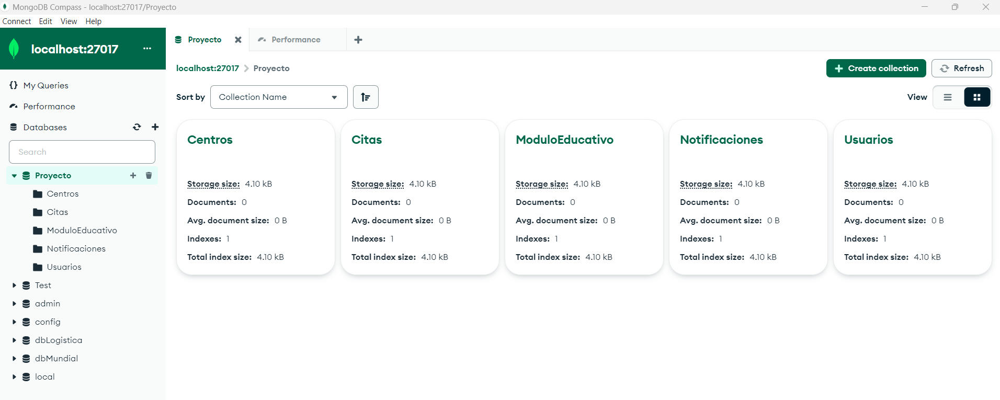 MongoDB Compass - localhost:27017/Proyecto
Connect Edit View Help
localhost:27017 ...
Proyecto Performance
localhost:27017 Proyecto
Create collection Refresh
My Queries
Sort by Collection Name View
Performance
Databases
Search
Proyecto
Centros
Citas
ModuloEducativo
Notificaciones
Usuarios
Test
admin
config
dbLogistica
dbMundial
local
Centros
Storage size: 4.10 kB
Documents: 0
Avg. document size: 0 B
Indexes: 1
Total index size: 4.10 kB
Citas
Storage size: 4.10 kB
Documents: 0
Avg. document size: 0 B
Indexes: 1
Total index size: 4.10 kB
ModuloEducativo
Storage size: 4.10 kB
Documents: 0
Avg. document size: 0 B
Indexes: 1
Total index size: 4.10 kB
Notificaciones
Storage size: 4.10 kB
Documents: 0
Avg. document size: 0 B
Indexes: 1
Total index size: 4.10 kB
Usuarios
Storage size: 4.10 kB
Documents: 0
Avg. document size: 0 B
Indexes: 1
Total index size: 4.10 kB